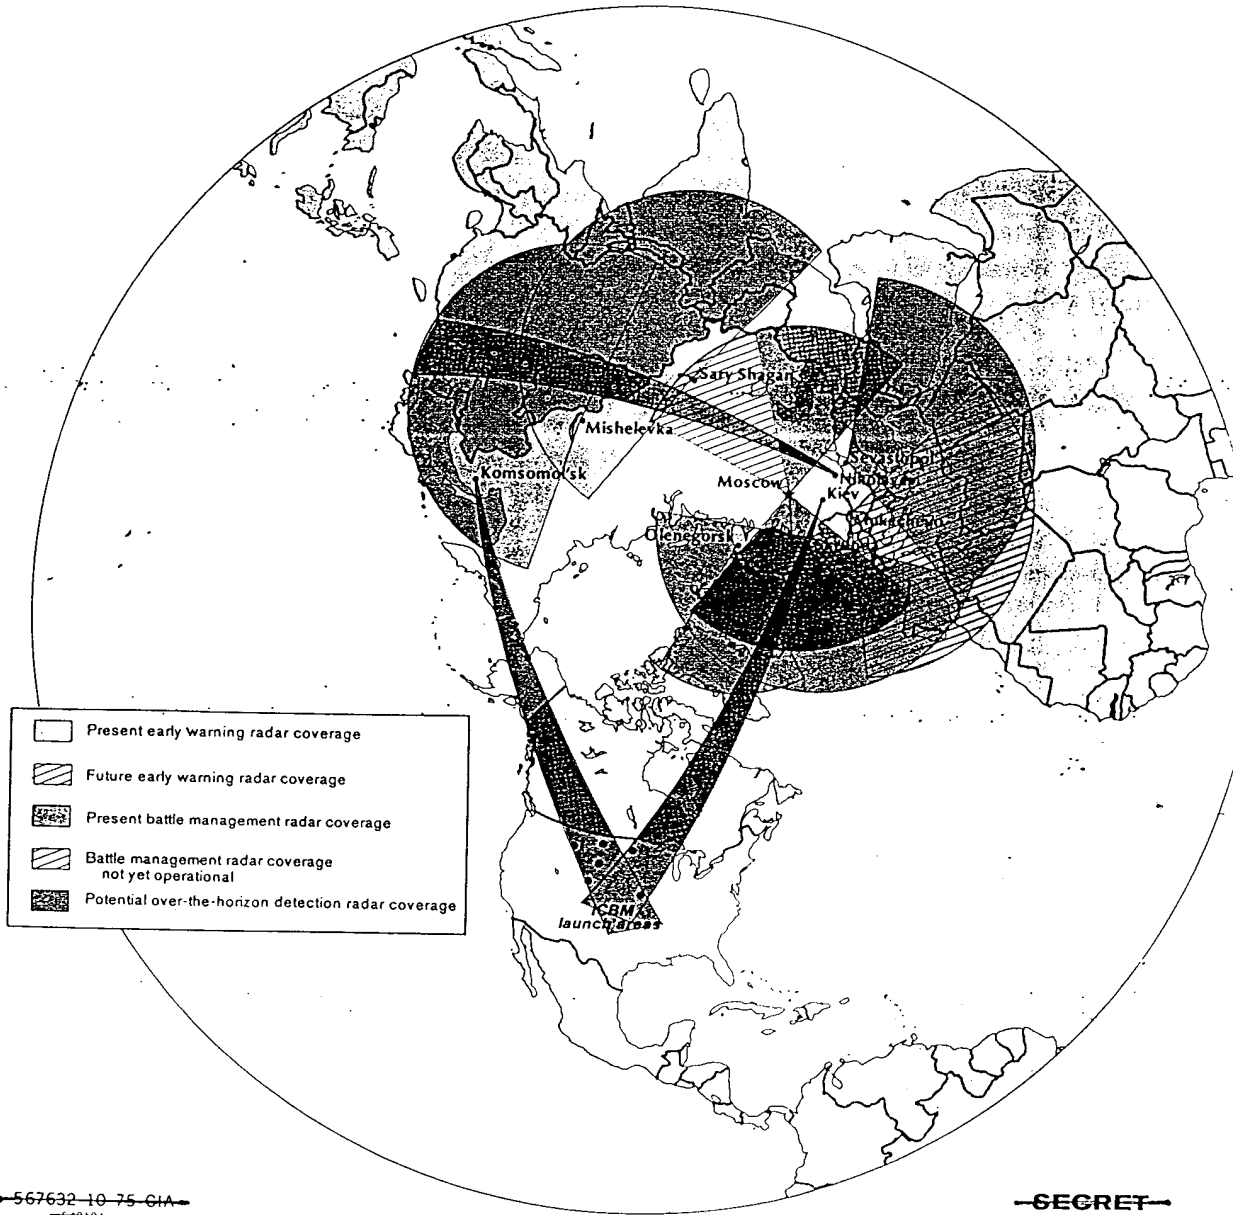 Sary Shagan
Mishelevka
Sevastopol
Komsomol'sk
Nikolayev
Moscow
Kiev
Mukachevo
Olenegorsk
Present early warning radar coverage
Future early warning radar coverage
Present battle management radar coverage
Battle management radar coverage
not yet operational
Potential over-the-horizon detection radar coverage
ICBM
launch areas
567632 10-75 CIA
SECRET